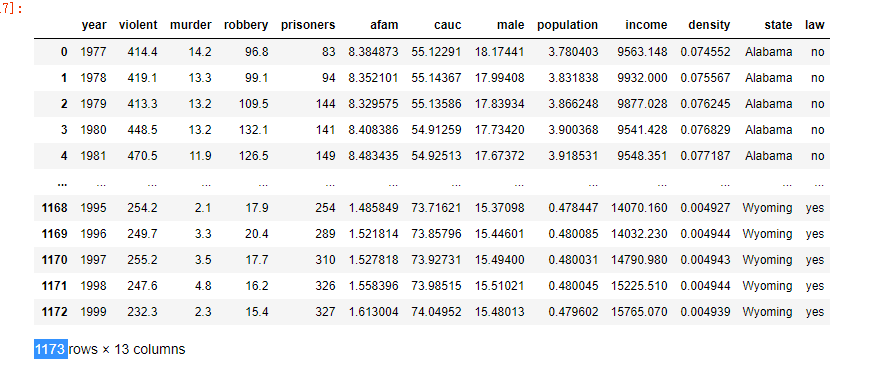 7]:
year violent murder robbery prisoners afam cauc male population income density state law
0 1977 414.4 14.2 96.8 83 8.384873 55.12291 18.17441 3.780403 9563.148 0.074552 Alabama no
1 1978 419.1 13.3 99.1 94 8.352101 55.14367 17.99408 3.831838 9932.000 0.075567 Alabama no
2 1979 413.3 13.2 109.5 144 8.329575 55.13586 17.83934 3.866248 9877.028 0.076245 Alabama no
3 1980 448.5 13.2 132.1 141 8.408386 54.91259 17.73420 3.900368 9541.428 0.076829 Alabama no
4 1981 470.5 11.9 126.5 149 8.483435 54.92513 17.67372 3.918531 9548.351 0.077187 Alabama no
... ... ... ... ... ... ... ... ... ... ... ... ... ...
1168 1995 254.2 2.1 17.9 254 1.485849 73.71621 15.37098 0.478447 14070.160 0.004927 Wyoming yes
1169 1996 249.7 3.3 20.4 289 1.521814 73.85796 15.44601 0.480085 14032.230 0.004944 Wyoming yes
1170 1997 255.2 3.5 17.7 310 1.527818 73.92731 15.49400 0.480031 14790.980 0.004943 Wyoming yes
1171 1998 247.6 4.8 16.2 326 1.558396 73.98515 15.51021 0.480045 15225.510 0.004944 Wyoming yes
1172 1999 232.3 2.3 15.4 327 1.613004 74.04952 15.48013 0.479602 15765.070 0.004939 Wyoming yes
1173 rows × 13 columns